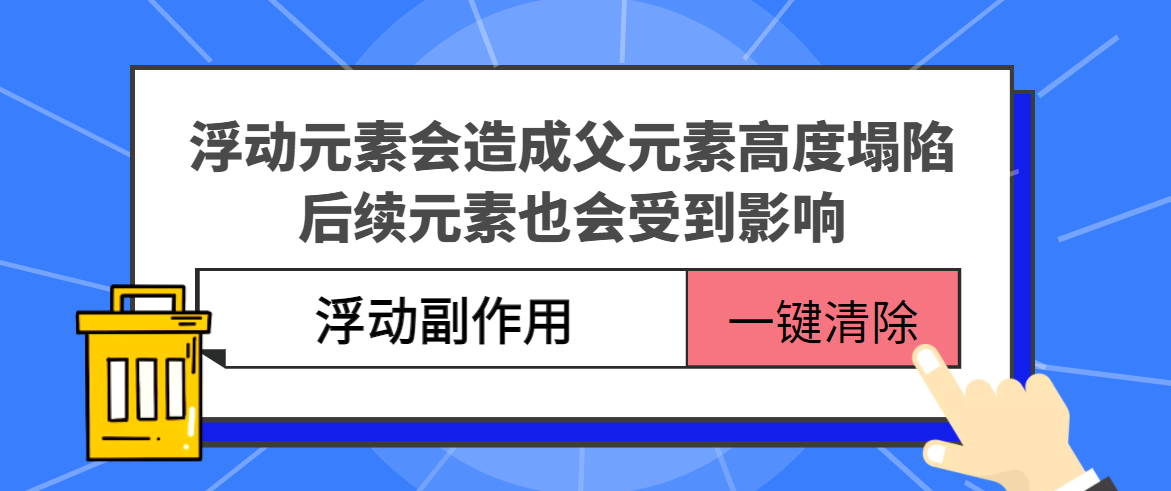 浮动元素会造成父元素高度塌陷
后续元素也会受到影响
浮动副作用
一键清除